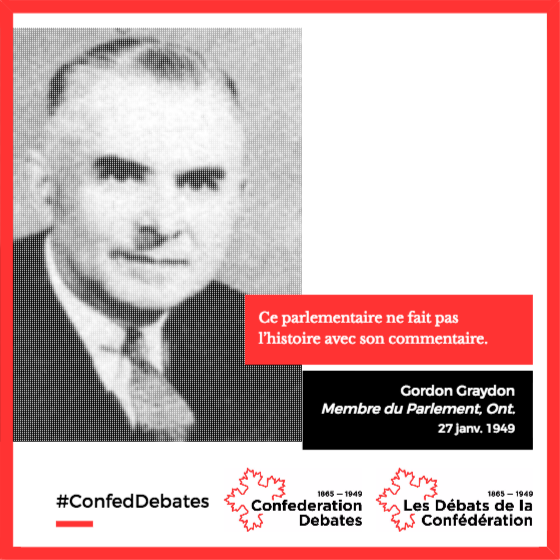 Ce parlementaire ne fait pas
l'histoire avec son commentaire.
Gordon Graydon
Membre du Parlement, Ont.
27 janv. 1949
#ConfedDebates
1865 — 1949
Confederation
Debates
1865 — 1949
Les Débats de la
Confédération